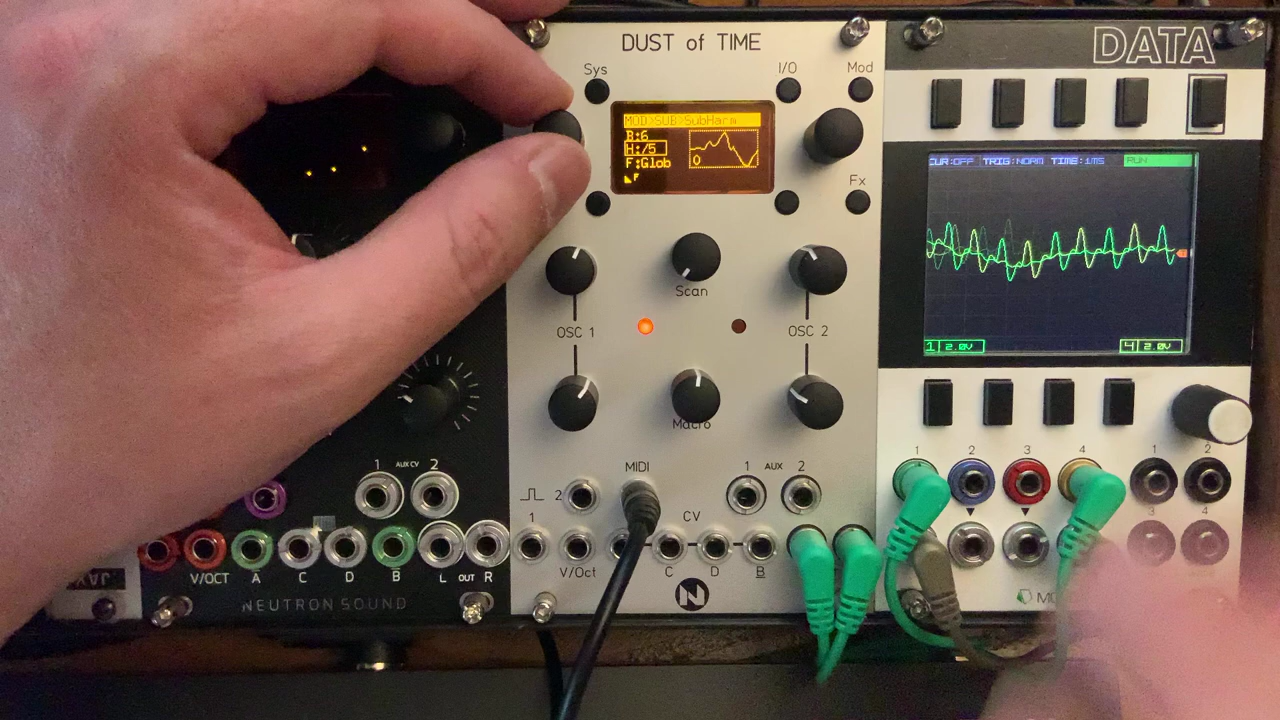 DUST of TIME
DATA
Sys
I/O
Mod
MOD>SUB>SubHarm
B:6
H:/5
F:Glob
0
F
Fx
CUR:OFF TRIG:NORM TIME:1MS RUN
Scan
OSC 1
OSC 2
Macro
1 2.0V
4 2.0V
1 AUX CV 2
MIDI
1 AUX 2
1 2 3 4
1 2
3 4
2
1
CV
V/OCT A C D B L OUT R
V/Oct C D B
NEUTRON SOUND
N